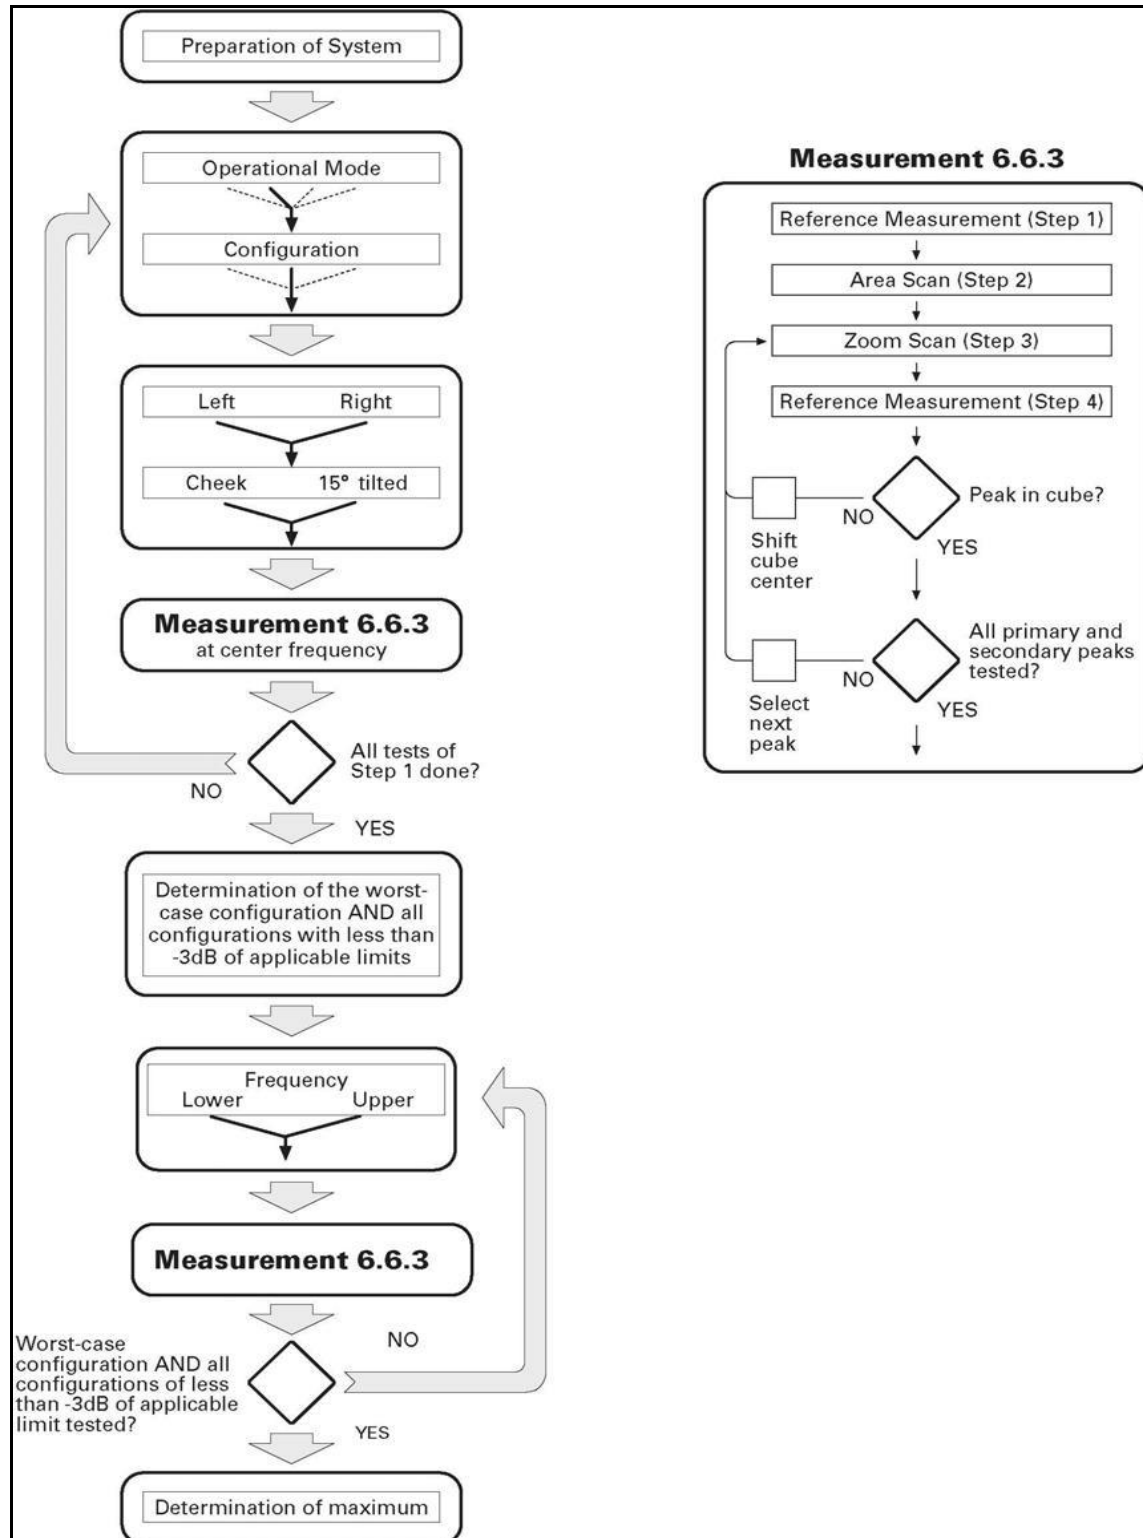 Preparation of System
Operational Mode
Configuration
Left Right
Cheek 15° tilted
Measurement 6.6.3
at center frequency
All tests of
Step 1 done?
NO
YES
Determination of the worst-
case configuration AND all
configurations with less than
-3dB of applicable limits
Frequency
Lower Upper
Measurement 6.6.3
NO
Worst-case
configuration AND all
configurations of less
than -3dB of applicable
limit tested?
YES
Determination of maximum
Measurement 6.6.3
Reference Measurement (Step 1)
Area Scan (Step 2)
Zoom Scan (Step 3)
Reference Measurement (Step 4)
Peak in cube?
NO
Shift
cube
center
YES
All primary and
secondary peaks
tested?
NO
Select
next
peak
YES